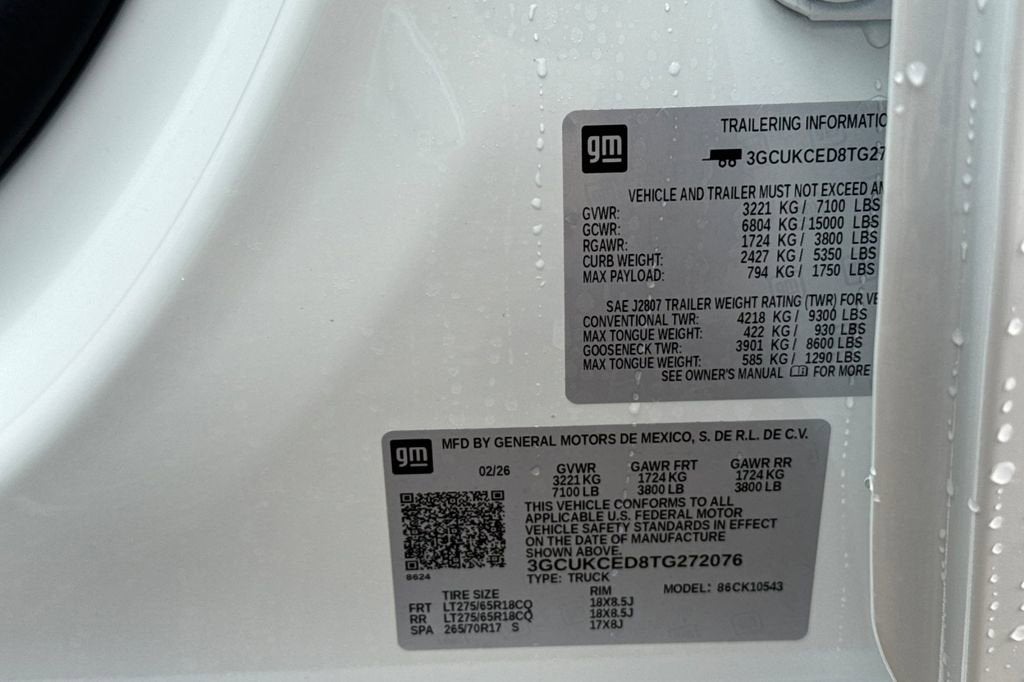 gm
TRAILERING INFORMATIO
3GCUKCED8TG27
VEHICLE AND TRAILER MUST NOT EXCEED AN
GVWR: 3221 KG / 7100 LBS
GCWR: 6804 KG / 15000 LBS
RGAWR: 1724 KG / 3800 LBS
CURB WEIGHT: 2427 KG / 5350 LBS
MAX PAYLOAD: 794 KG / 1750 LBS
SAE J2807 TRAILER WEIGHT RATING (TWR) FOR VE
CONVENTIONAL TWR: 4218 KG / 9300 LBS
MAX TONGUE WEIGHT: 422 KG / 930 LBS
GOOSENECK TWR: 3901 KG / 8600 LBS
MAX TONGUE WEIGHT: 585 KG / 1290 LBS
SEE OWNER'S MANUAL FOR MORE
gm
MFD BY GENERAL MOTORS DE MEXICO, S. DE R.L. DE C.V.
02/26 GVWR GAWR FRT GAWR RR
3221 KG 1724 KG 1724 KG
7100 LB 3800 LB 3800 LB
THIS VEHICLE CONFORMS TO ALL
APPLICABLE U.S. FEDERAL MOTOR
VEHICLE SAFETY STANDARDS IN EFFECT
ON THE DATE OF MANUFACTURE
SHOWN ABOVE.
3GCUKCED8TG272076
8624
TYPE: TRUCK MODEL: 86CK10543
TIRE SIZE RIM
FRT LT275/65R18CQ 18X8.5J
RR LT275/65R18CQ 18X8.5J
SPA 265/70R17 S 17X8J